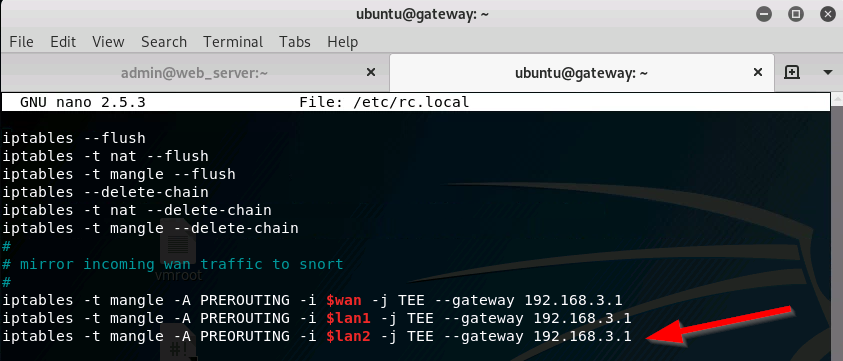 ubuntu@gateway: ~
File Edit View Search Terminal Tabs Help
admin@web_server:~ ubuntu@gateway: ~
GNU nano 2.5.3 File: /etc/rc.local
iptables --flush
iptables -t nat --flush
iptables -t mangle --flush
iptables --delete-chain
iptables -t nat --delete-chain
iptables -t mangle --delete-chain
#
# mirror incoming wan traffic to snort
#
iptables -t mangle -A PREROUTING -i $wan -j TEE --gateway 192.168.3.1
iptables -t mangle -A PREROUTING -i $lan1 -j TEE --gateway 192.168.3.1
iptables -t mangle -A PREORUTING -i $lan2 -j TEE --gateway 192.168.3.1
vmroot
#!